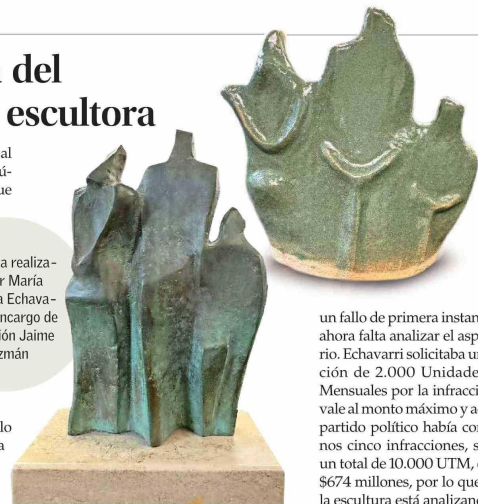 del
escultora
al
ú-
ue
a realiza-
r María
a Echava-
ncargo de
ión Jaime
zmán
lo
a
un fallo de primera instan
ahora falta analizar el asp
rio. Echavarri solicitaba u
ción de 2.000 Unidade
Mensuales por la infracci
vale al monto máximo y a
partido político había con
nos cinco infracciones, s
un total de 10.000 UTM, 
$674 millones, por lo que
la escultura está analizan